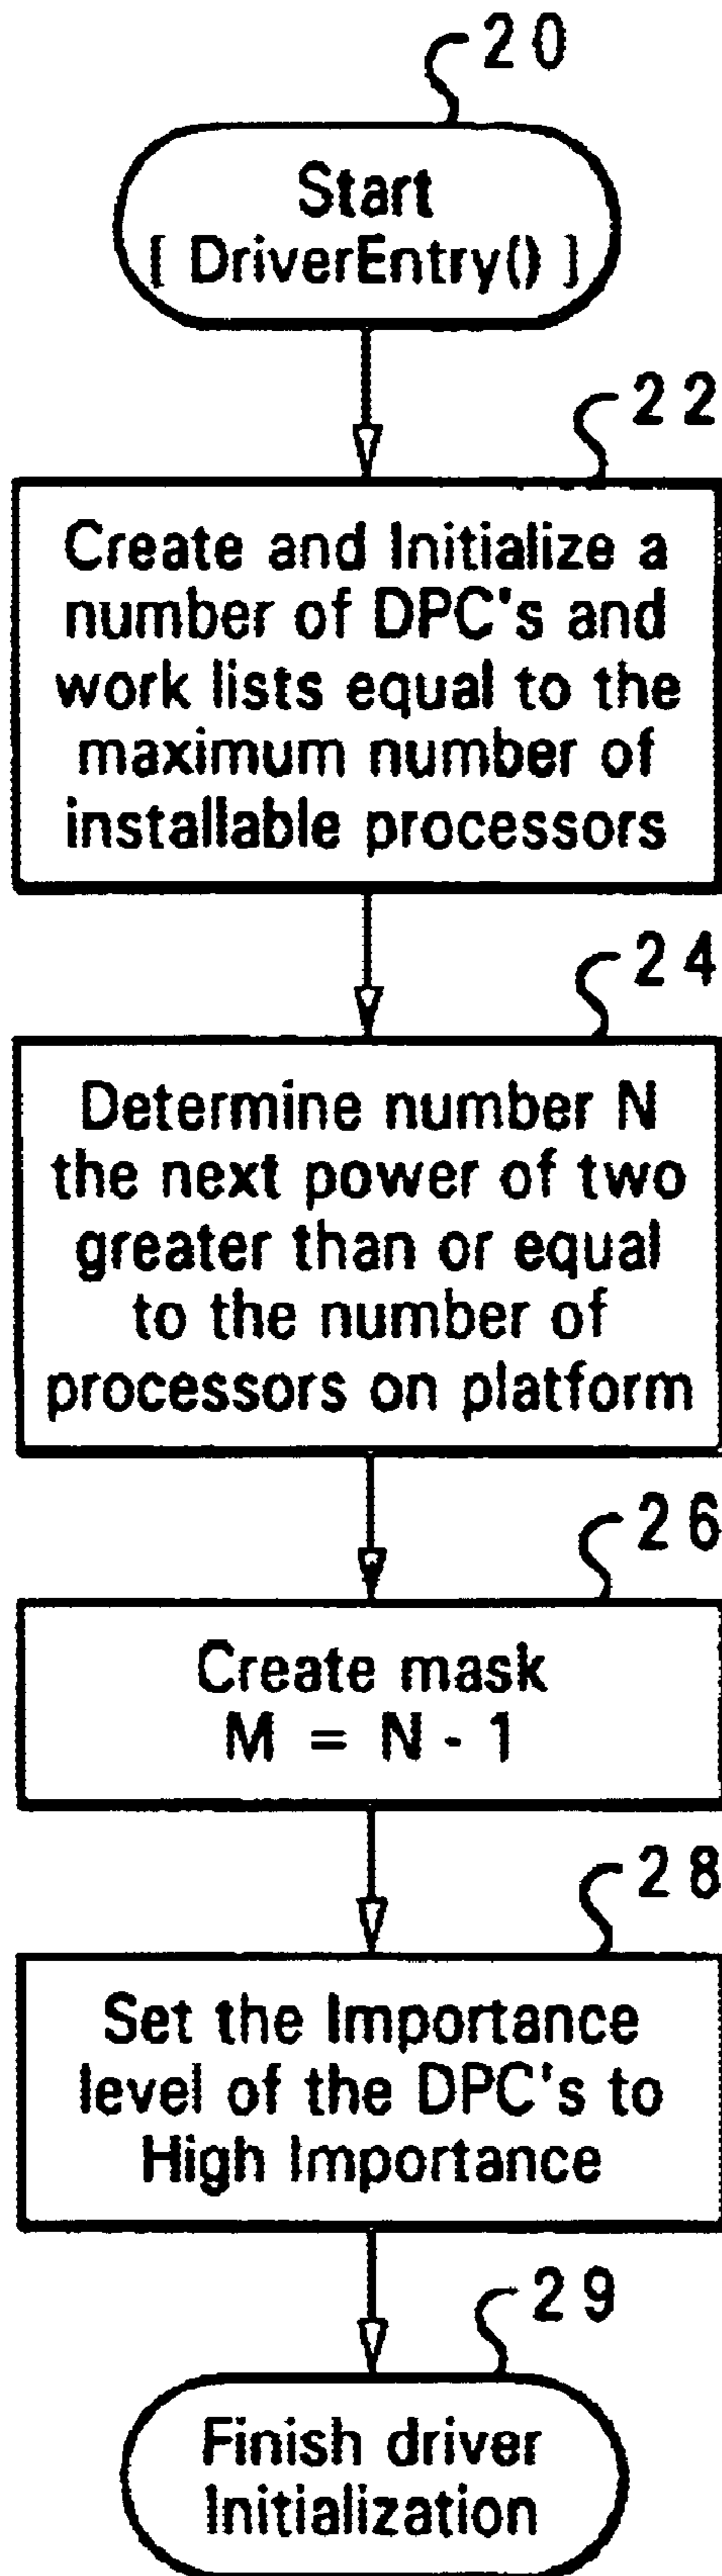 20
Start
[ DriverEntry() ]
22
Create and Initialize a
number of DPC's and
work lists equal to the
maximum number of
installable processors
24
Determine number N
the next power of two
greater than or equal
to the number of
processors on platform
26
Create mask
M = N - 1
28
Set the Importance
level of the DPC's to
High Importance
29
Finish driver
Initialization